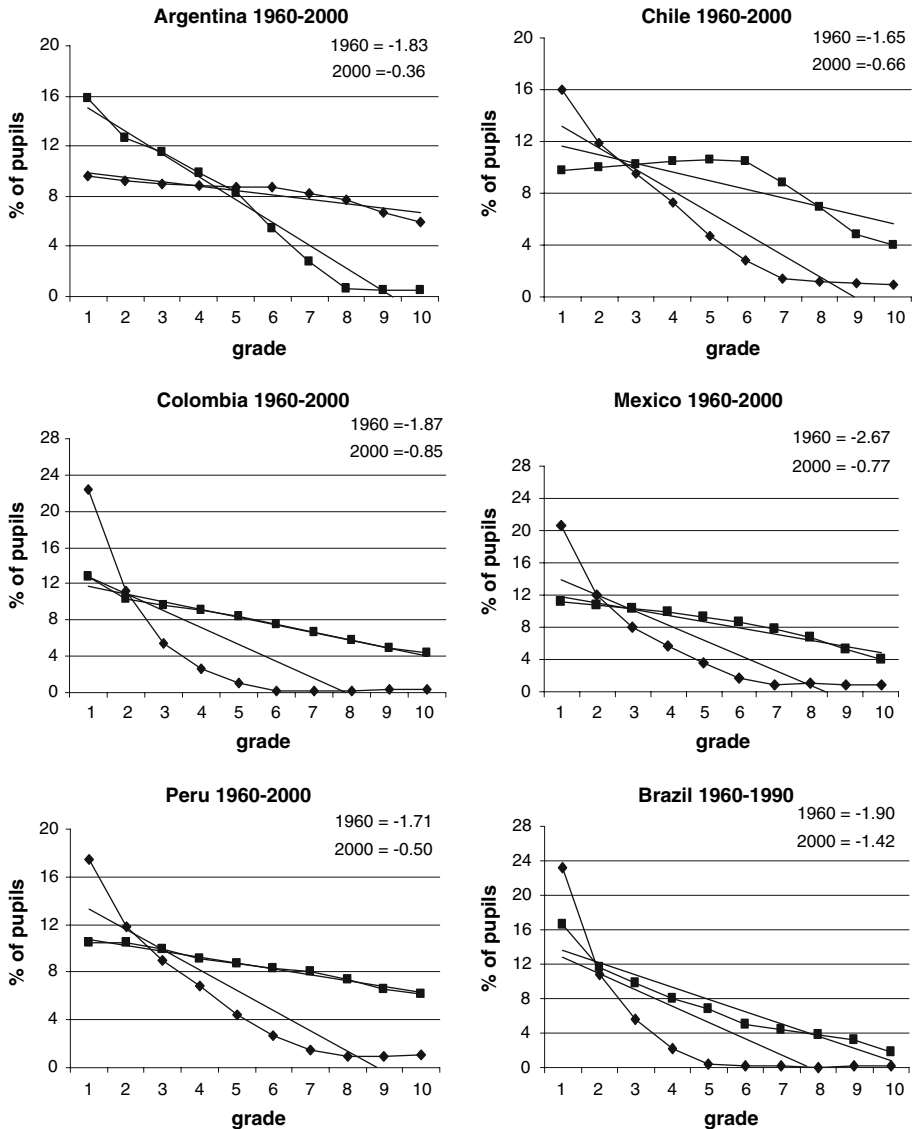 Argentina 1960-2000
1960 = -1.83
2000 =-0.36
% of pupils
20
16
12
8
4
0
1 2 3 4 5 6 7 8 9 10
grade
Chile 1960-2000
1960 =-1.65
2000 =-0.66
% of pupils
20
16
12
8
4
0
1 2 3 4 5 6 7 8 9 10
grade
Colombia 1960-2000
1960 =-1.87
2000 =-0.85
% of pupils
28
24
20
16
12
8
4
0
1 2 3 4 5 6 7 8 9 10
grade
Mexico 1960-2000
1960 =-2.67
2000 =-0.77
% of pupils
28
24
20
16
12
8
4
0
1 2 3 4 5 6 7 8 9 10
grade
Peru 1960-2000
1960 = -1.71
2000 = -0.50
% of pupils
20
16
12
8
4
0
1 2 3 4 5 6 7 8 9 10
grade
Brazil 1960-1990
1960 = -1.90
2000 = -1.42
% of pupils
28
24
20
16
12
8
4
0
1 2 3 4 5 6 7 8 9 10
grade